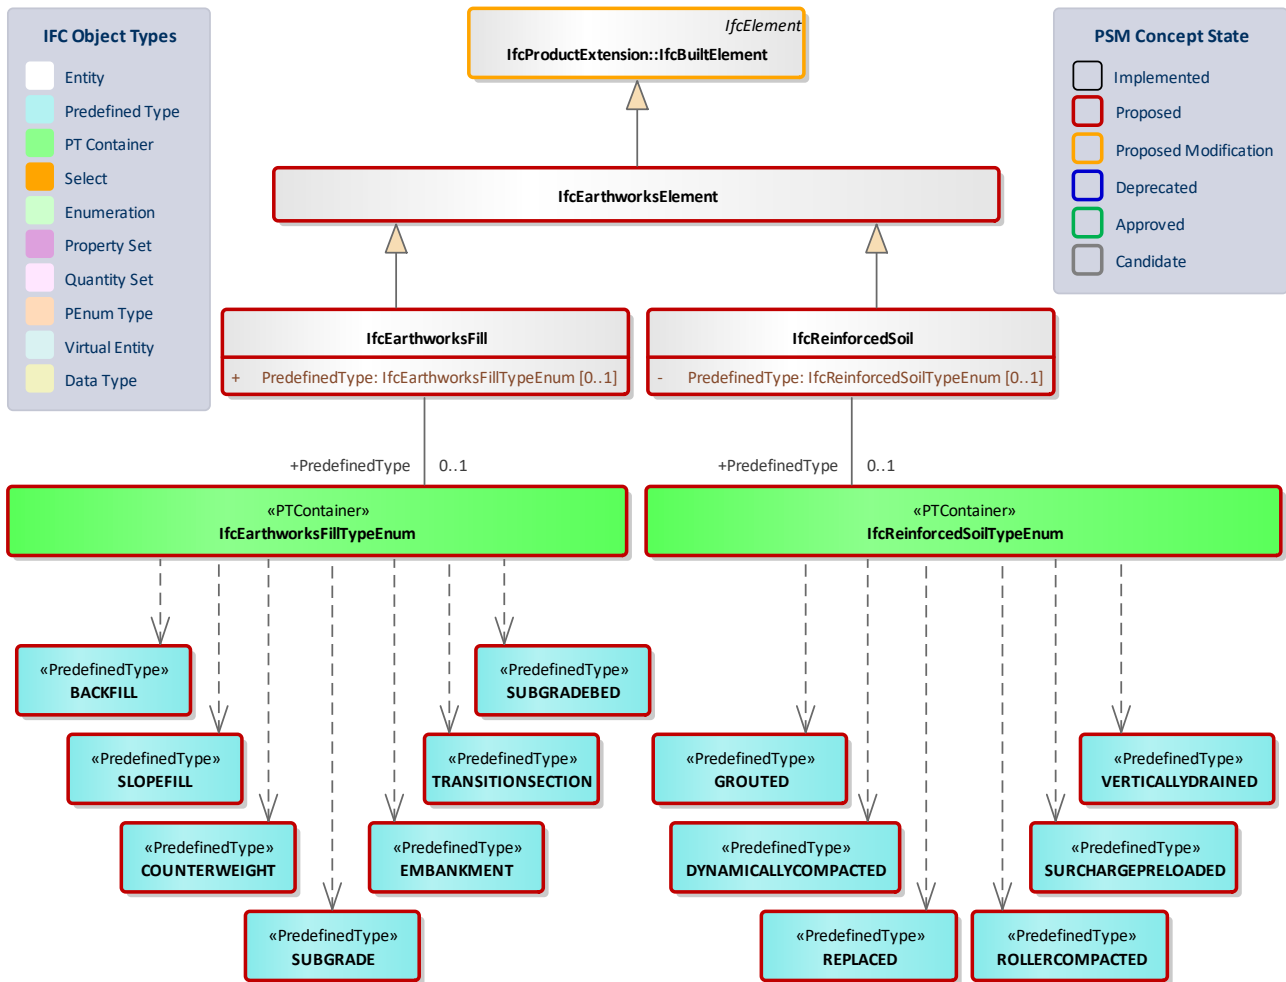 IFC Object Types
Entity
Predefined Type
PT Container
Select
Enumeration
Property Set
Quantity Set
PEnum Type
Virtual Entity
Data Type
IfcElement
IfcProductExtension::IfcBuiltElement
PSM Concept State
Implemented
Proposed
Proposed Modification
Deprecated
Approved
Candidate
IfcEarthworksElement
IfcEarthworksFill
+ PredefinedType: IfcEarthworksFillTypeEnum [0..1]
IfcReinforcedSoil
- PredefinedType: IfcReinforcedSoilTypeEnum [0..1]
+PredefinedType 0..1
+PredefinedType 0..1
«PTContainer»
IfcEarthworksFillTypeEnum
«PTContainer»
IfcReinforcedSoilTypeEnum
«PredefinedType»
BACKFILL
«PredefinedType»
SUBGRADEBED
«PredefinedType»
SLOPEFILL
«PredefinedType»
TRANSITIONSECTION
«PredefinedType»
COUNTERWEIGHT
«PredefinedType»
EMBANKMENT
«PredefinedType»
SUBGRADE
«PredefinedType»
GROUTED
«PredefinedType»
VERTICALLYDRAINED
«PredefinedType»
DYNAMICALLYCOMPACTED
«PredefinedType»
SURCHARGEPRELOADED
«PredefinedType»
REPLACED
«PredefinedType»
ROLLERCOMPACTED